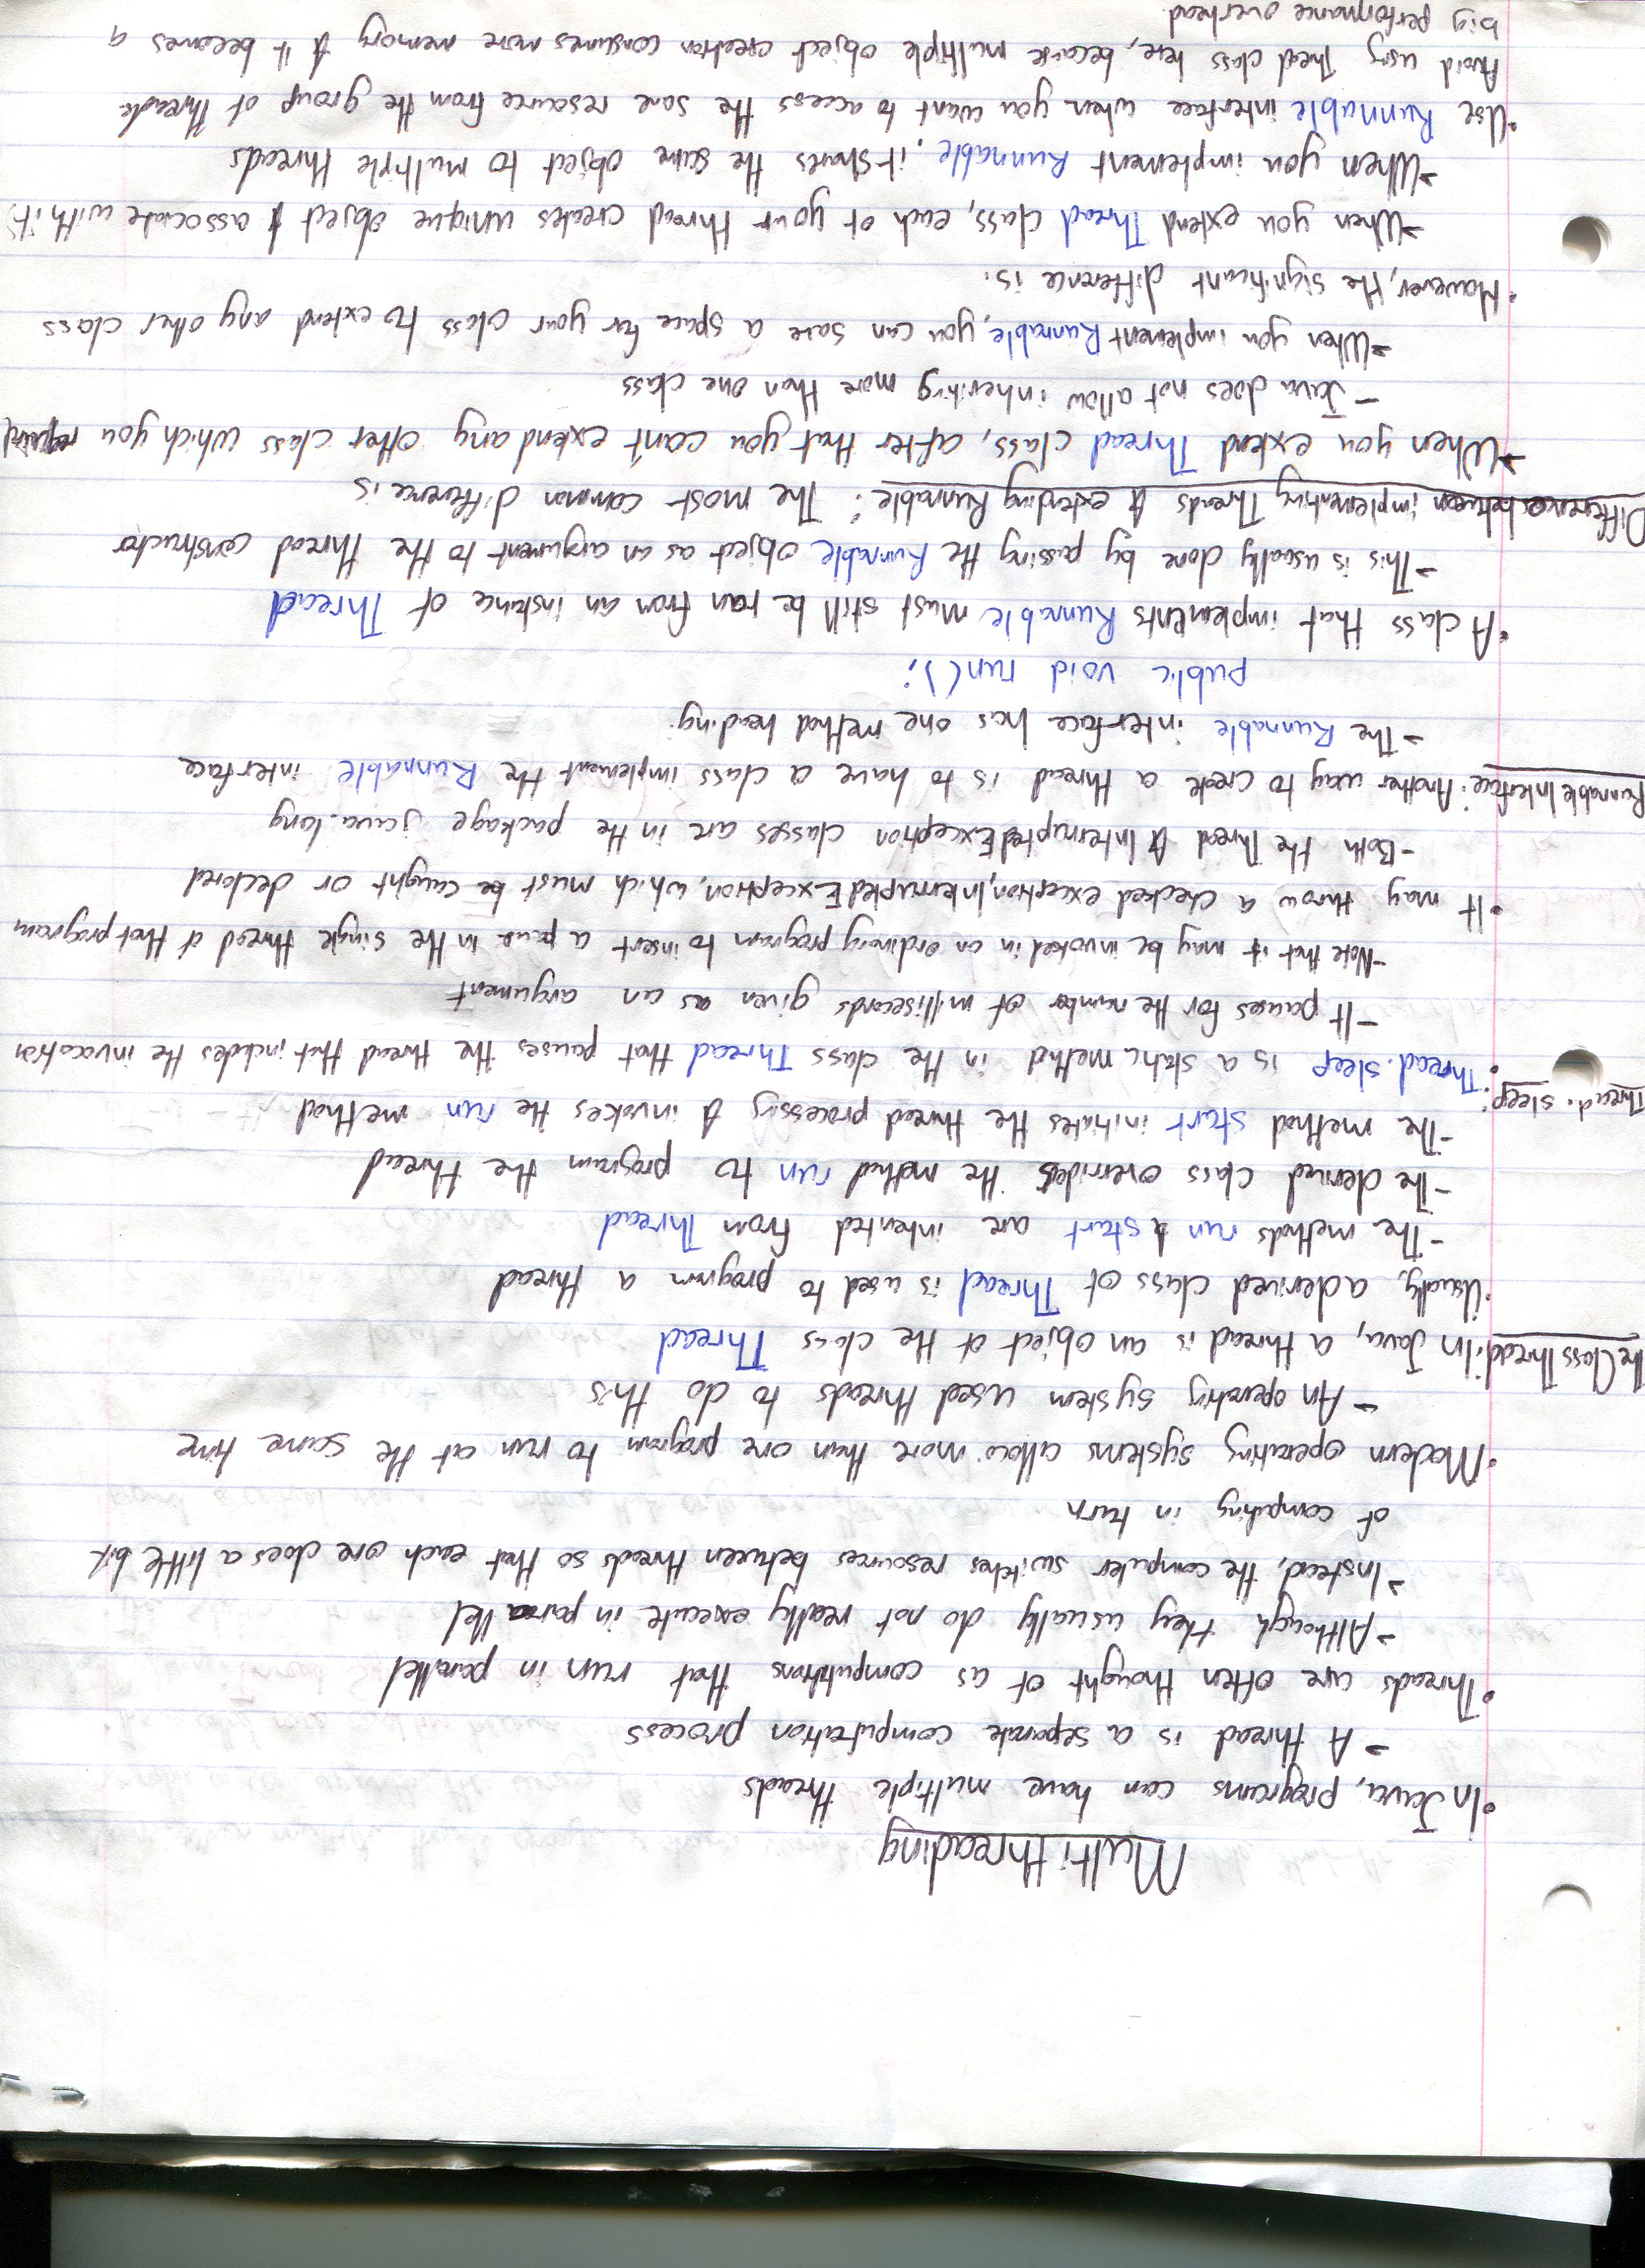 Multithreading
•In Java, programs can have multiple threads
→ A thread is a separate computation process
•Threads are often thought of as computations that run in parallel
→Although they usually do not really execute in parallel
→Instead, the computer switches resources between threads so that each one does a little bit
of computing in turn
•Modern operating systems allow more than one program to run at the same time
→ An operating system used threads to do this
The Class Thread:•In Java, a thread is an object of the class Thread
•Usually, a derived class of Thread is used to program a thread
-The methods run & start are inherited from Thread
-The derived class overrides the method run to program the thread
-The method start initiates the thread processing & invokes the run method
Thread.sleep: •Thread.sleep is a static method in the class Thread that pauses the thread that includes the invocation
-It pauses for the number of milliseconds given as an argument
-Note that it may be invoked in an ordinary program to insert a pause in the single thread of that program
•It may throw a checked exception, InterruptedException, which must be caught or declared
-Both the Thread & InterruptedException classes are in the package java.lang
Runnable Interface: Another way to create a thread is to have a class implement the Runnable interface
→The Runnable interface has one method heading:
public void run();
•A class that implements Runnable must still be ran from an instance of Thread
→This is usually done by passing the Runnable object as an argument to the thread constructor
Differences between implementing Threads & extending Runnable: The most common difference is
→When you extend Thread class, after that you can't extend any other class which you required
- Java does not allow inheriting more than one class
→When you implement Runnable, you can save a space for your class to extend any other class
•However, the significant difference is:
→When you extend Thread class, each of your thread creates unique object & associate with it
→When you implement Runnable, it shares the same object to multiple threads
•Use Runnable interface when you want to access the same resource from the group of threads.
Avoid using Thread class here, because multiple object creation consumes more memory & it becomes a
big performance overhead.